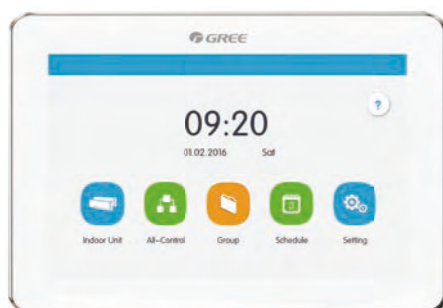 GREE
?
09:20
01.02.2016 Sat
Indoor Unit All-Control Group Schedule Setting